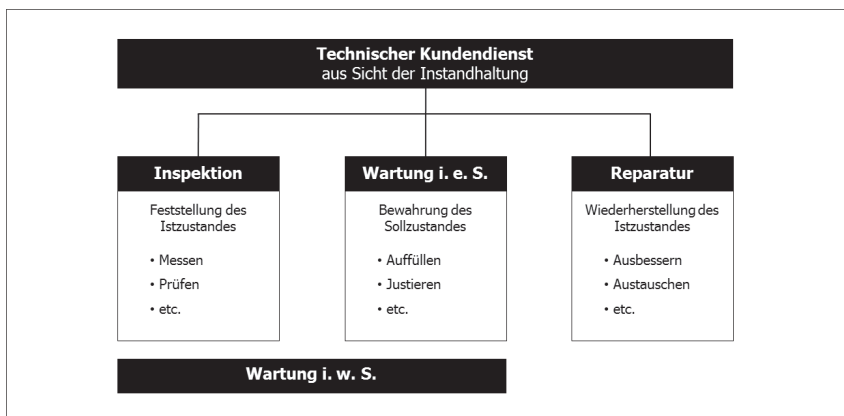 Technischer Kundendienst
aus Sicht der Instandhaltung
Inspektion
Feststellung des
Istzustandes
• Messen
• Prüfen
• etc.
Wartung i. e. S.
Bewahrung des
Sollzustandes
• Auffüllen
• Justieren
• etc.
Reparatur
Wiederherstellung des
Istzustandes
• Ausbessern
• Austauschen
• etc.
Wartung i. w. S.